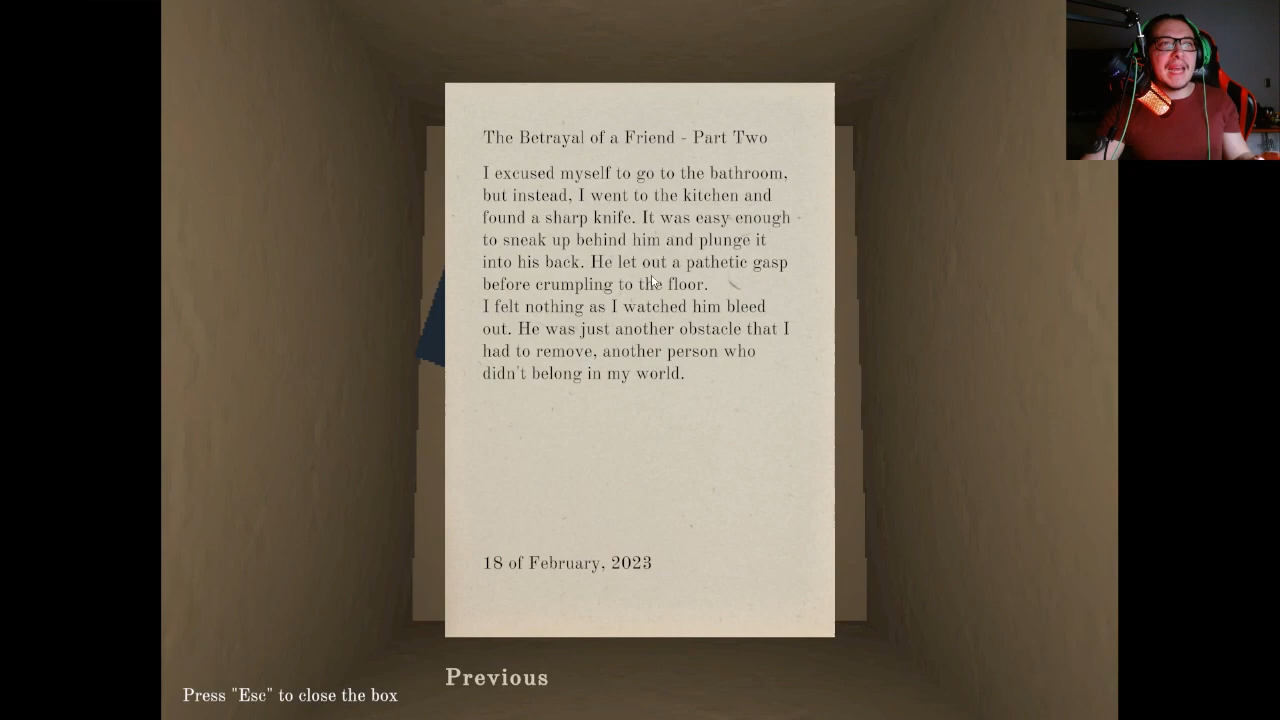 The Betrayal of a Friend - Part Two
I excused myself to go to the bathroom,
but instead, I went to the kitchen and
found a sharp knife. It was easy enough
to sneak up behind him and plunge it
into his back. He let out a pathetic gasp
before crumpling to the floor.
I felt nothing as I watched him bleed
out. He was just another obstacle that I
had to remove, another person who
didn't belong in my world.
18 of February, 2023
Previous
Press "Esc" to close the box